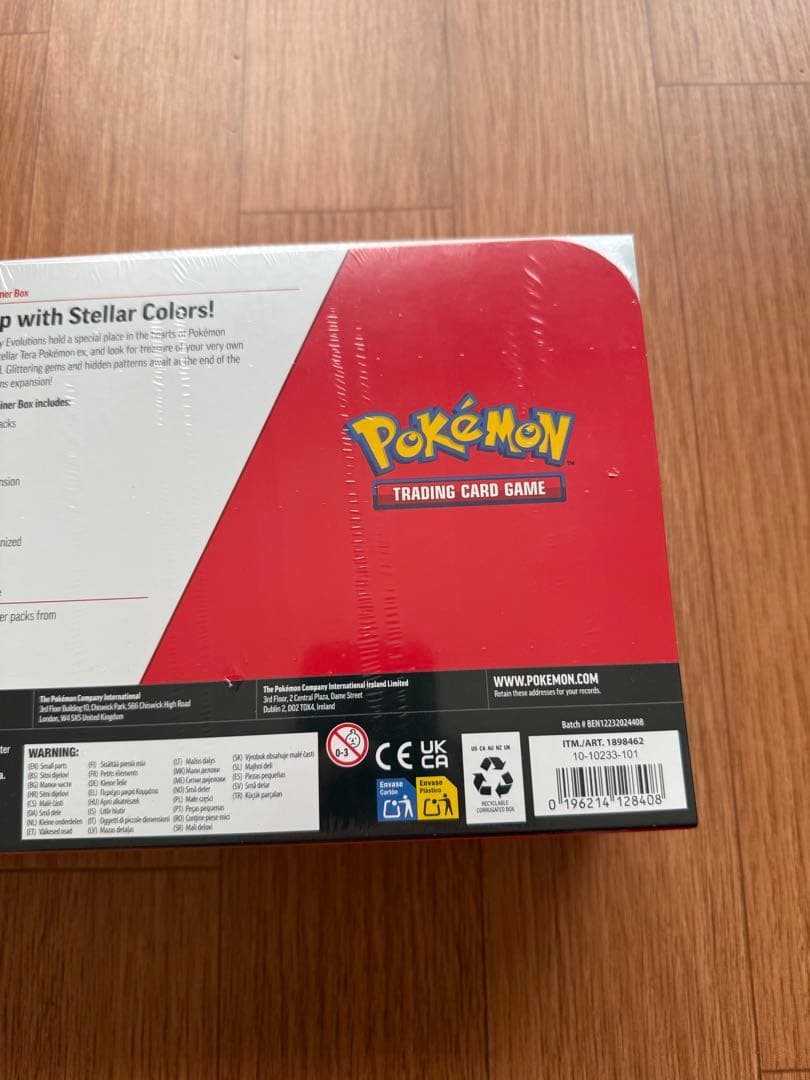 ner Box
p with Stellar Colors!
y Evolutions hold a special place in the hearts of Pokémon
ellar Tera Pokémon ex, and look for treasure of your very own
l. Glittering gems and hidden patterns await at the end of the
ns expansion!
iner Box includes:
acks
nsion
nized
er packs from
POKéMON
TRADING CARD GAME
The Pokémon Company International
3rd Floor Building 10, Chiswick Park, 566 Chiswick High Road
London, W4 5XS United Kingdom
The Pokémon Company International Ireland Limited
3rd Floor, 2 Central Plaza, Dame Street
Dublin 2, D02 T0X4, Ireland
WWW.POKEMON.COM
Retain these addresses for your records.
ter
a.
WARNING:
(EN) Small parts
(BS) Sitni dijelovi
(BG) Малки части
(HR) Sitni dijelovi
(CS) Malé části
(DA) Små dele
(NL) Kleine onderdelen
(ET) Väikesed osad
(FI) Sisältää pieniä osia
(FR) Petits éléments
(DE) Kleine Teile
(EL) Περιέχει μικρά Κομμάτια
(HU) Apró alkatrészek
(IS) Litlir hlutir
(IT) Oggetti di piccole dimensioni
(LV) Mazas detaļas
(LT) Mažos dalys
(MK) Мали делови
(ME) Ситни дијелови
(NO) Små deler
(PL) Małe części
(PT) Peças pequenas
(RO) Conține piese mici
(SR) Mali delovi
(SK) Výrobok obsahuje malé časti
(SL) Majhni deli
(ES) Piezas pequeñas
(SV) Små delar
(TR) Küçük parçaları
0-3
CE
UK
CA
Envase
Cartón
Envase
Plástico
US CA AU NZ UK
RECYCLABLE
CORRUGATED BOX
Batch # BEN12232024408
ITM./ART. 1898462
10-10233-101
0 196214 128408